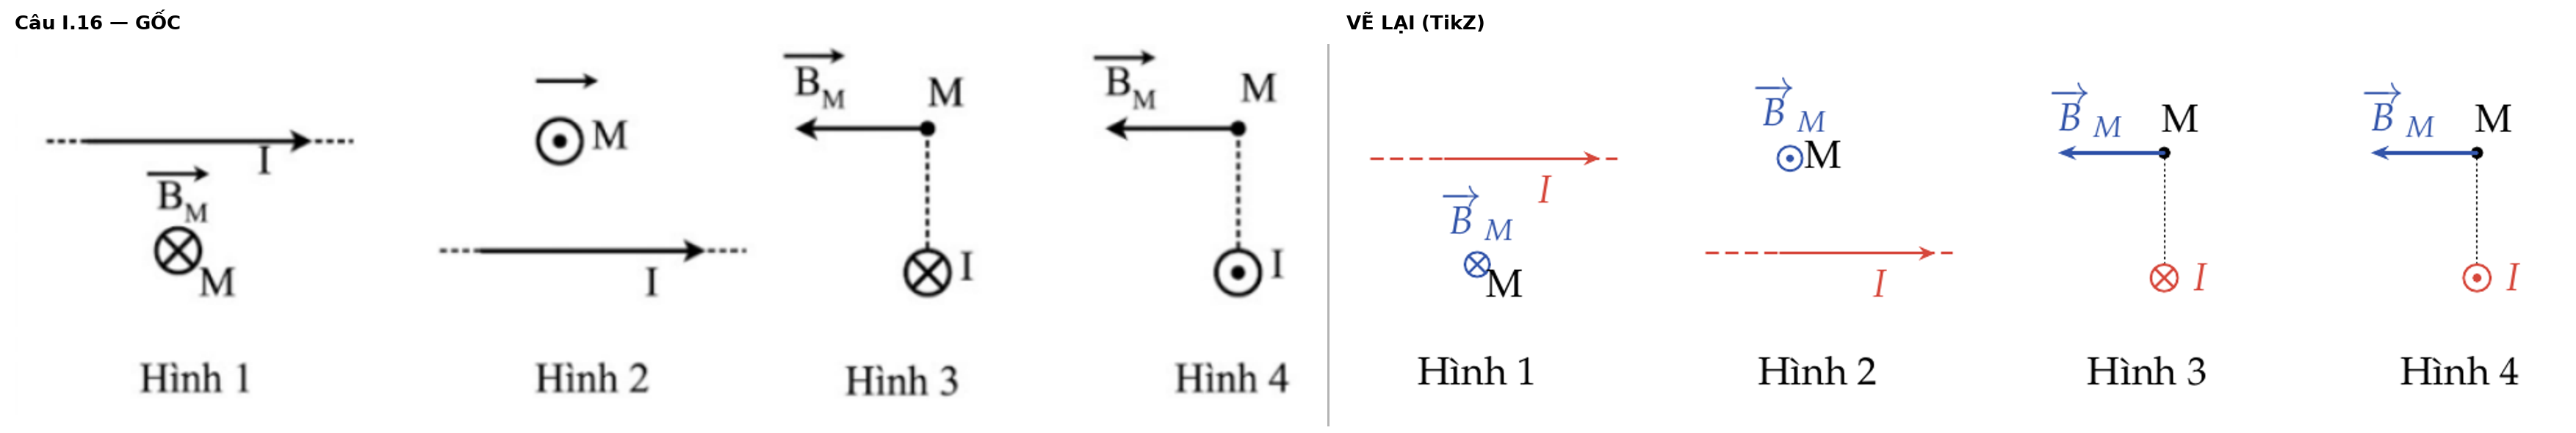 Câu I.16 — GỐC
I
B_M
M
Hình 1
M
I
Hình 2
B_M
M
I
Hình 3
B_M
M
I
Hình 4
VẼ LẠI (TikZ)
I
B_M
M
Hình 1
B_M
M
I
Hình 2
B_M
M
I
Hình 3
B_M
M
I
Hình 4